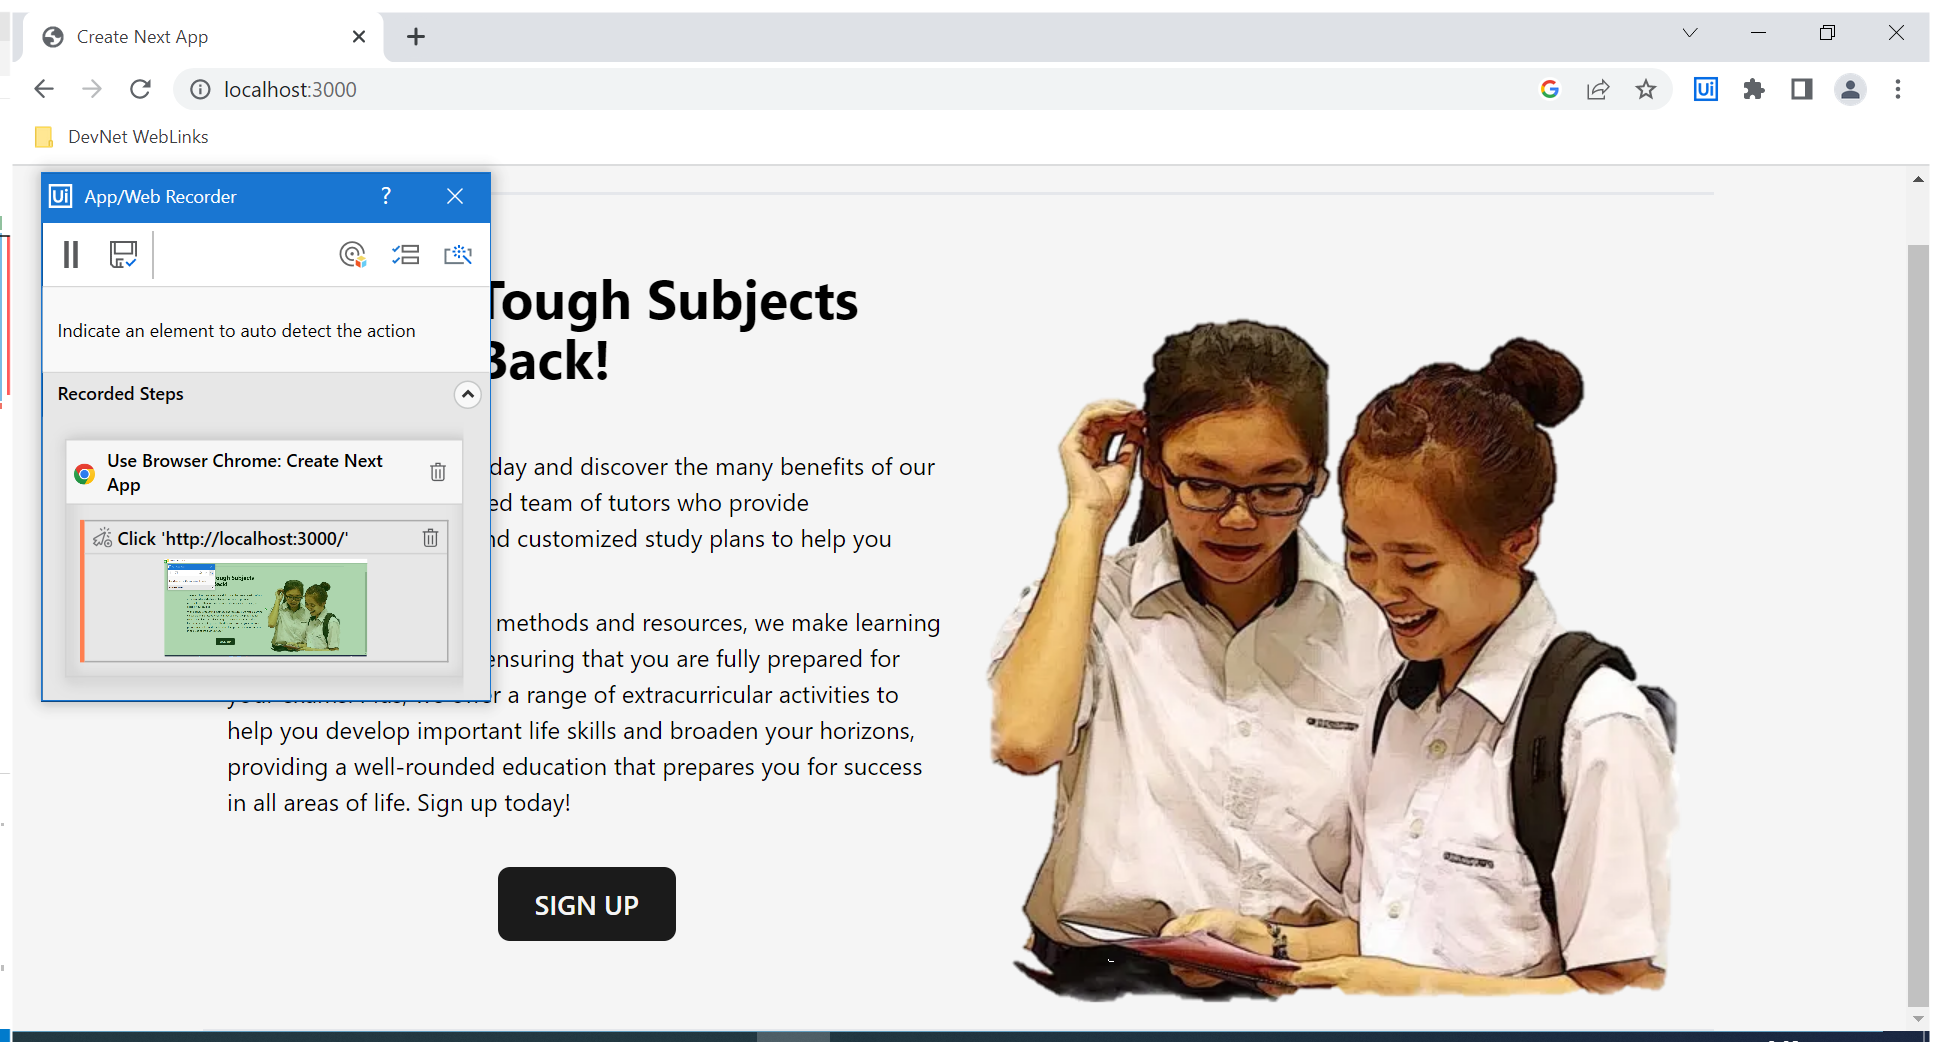 Create Next App
localhost:3000
Ui
DevNet WebLinks
Ui App/Web Recorder ?
Indicate an element to auto detect the action
Recorded Steps
Use Browser Chrome: Create Next
App
Click 'http://localhost:3000/'
Tough Subjects
Back!
day and discover the many benefits of our
ed team of tutors who provide
nd customized study plans to help you
methods and resources, we make learning
ensuring that you are fully prepared for
a range of extracurricular activities to
help you develop important life skills and broaden your horizons,
providing a well-rounded education that prepares you for success
in all areas of life. Sign up today!
SIGN UP